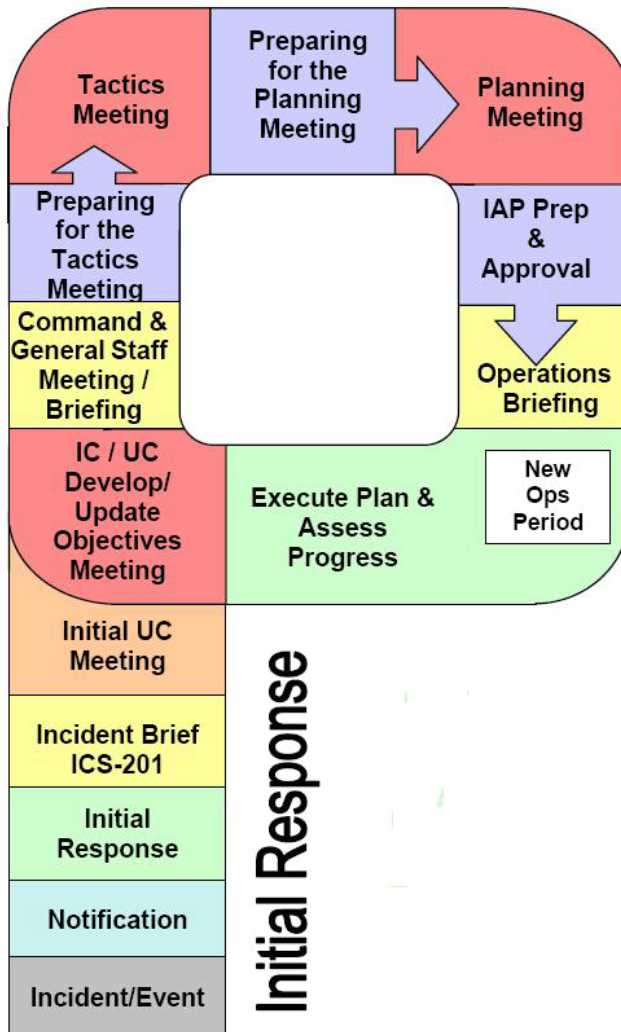 Tactics
Meeting
Preparing
for the
Planning
Meeting
Planning
Meeting
Preparing
for the
Tactics
Meeting
IAP Prep
&
Approval
Command &
General Staff
Meeting /
Briefing
Operations
Briefing
IC / UC
Develop/
Update
Objectives
Meeting
Execute Plan &
Assess
Progress
New
Ops
Period
Initial UC
Meeting
Incident Brief
ICS-201
Initial
Response
Notification
Incident/Event
Initial Response